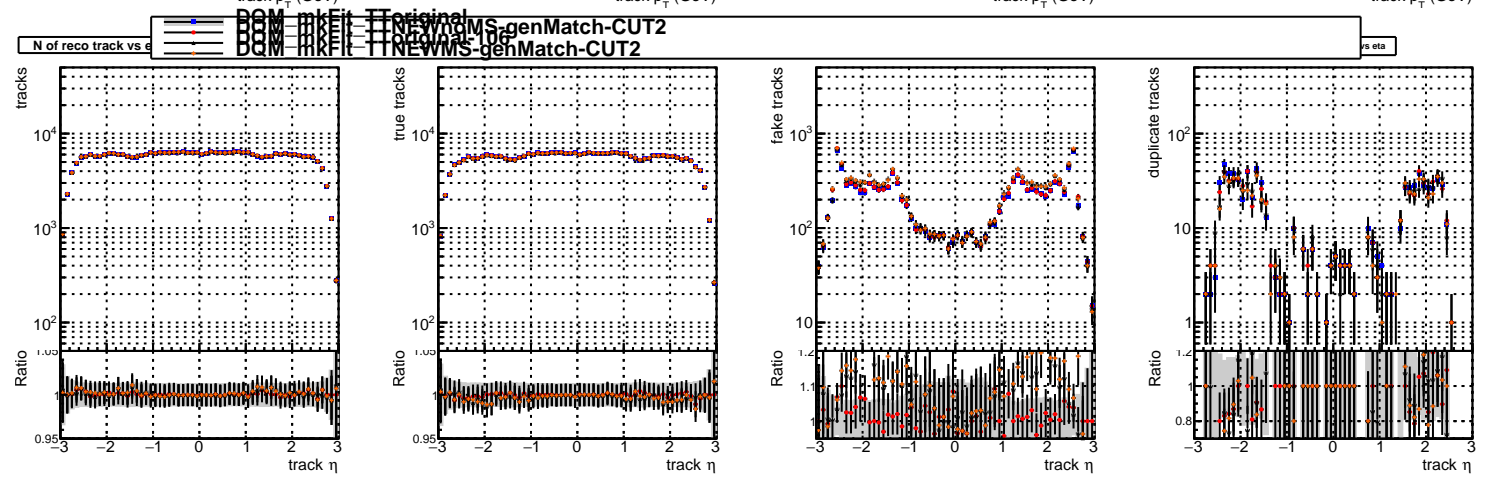 track p_T (GeV) track p_T (GeV) track p_T (GeV) track p_T (GeV)
DQM_mkFit_TToriginal
DQM_mkFit_TTNEWnoMS-genMatch-CUT2
DQM_mkFit_TToriginal-106
DQM_mkFit_TTNEWMS-genMatch-CUT2
N of reco track vs e
vs eta
tracks
10^4
10^3
10^2
Ratio
1.05
1
0.95
−3 −2 −1 0 1 2 3
track η
true tracks
10^4
10^3
10^2
Ratio
1.05
1
0.95
−3 −2 −1 0 1 2 3
track η
fake tracks
10^3
10^2
10
Ratio
1.2
1.1
1
−3 −2 −1 0 1 2 3
track η
duplicate tracks
10^2
10
1
Ratio
1.2
1
0.8
−3 −2 −1 0 1 2 3
track η